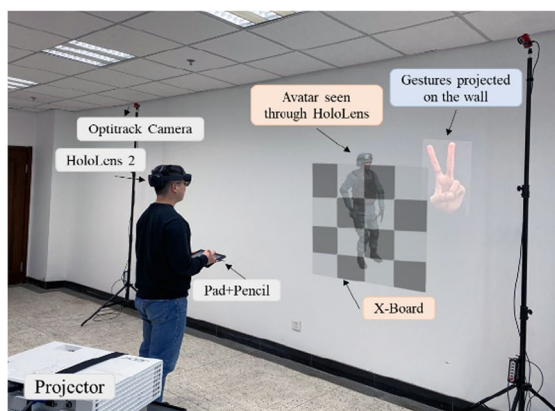 Optitrack Camera
HoloLens 2
Avatar seen
through HoloLens
Gestures projected
on the wall
Pad+Pencil
X-Board
Projector